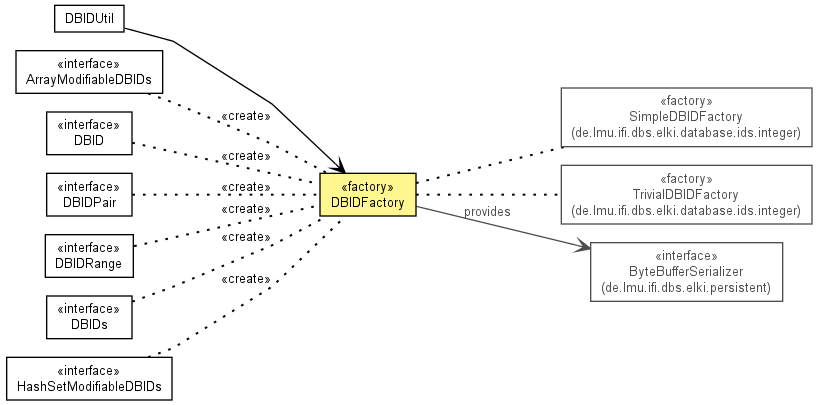 DBIDUtil
«interface»
ArrayModifiableDBIDs
«interface»
DBID
«interface»
DBIDPair
«interface»
DBIDRange
«interface»
DBIDs
«interface»
HashSetModifiableDBIDs
«create»
«create»
«create»
«create»
«create»
«create»
«factory»
DBIDFactory
provides
«factory»
SimpleDBIDFactory
(de.lmu.ifi.dbs.elki.database.ids.integer)
«factory»
TrivialDBIDFactory
(de.lmu.ifi.dbs.elki.database.ids.integer)
«interface»
ByteBufferSerializer
(de.lmu.ifi.dbs.elki.persistent)